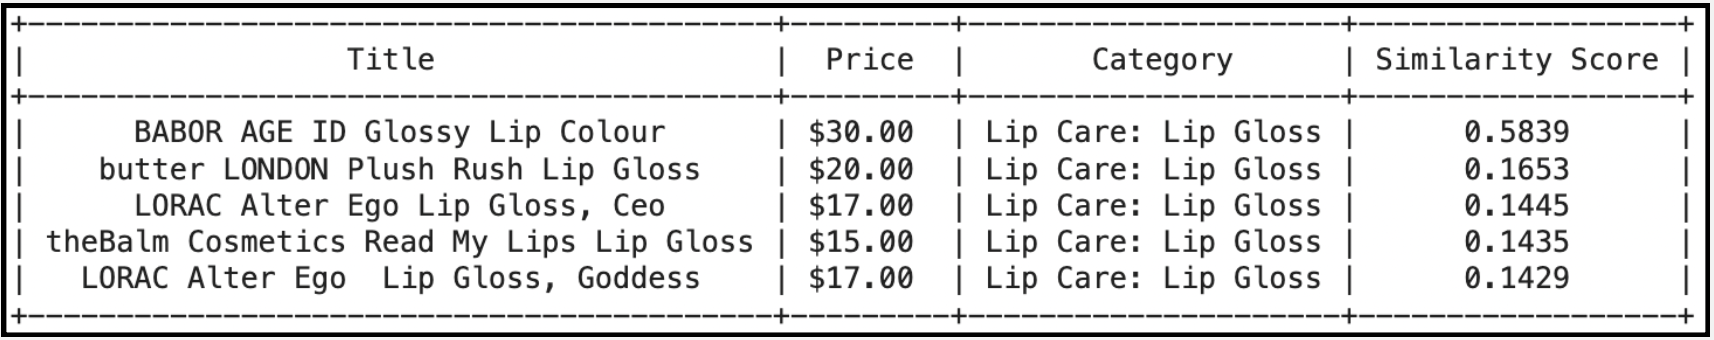 Title | Price | Category | Similarity Score
BABOR AGE ID Glossy Lip Colour | $30.00 | Lip Care: Lip Gloss | 0.5839
butter LONDON Plush Rush Lip Gloss | $20.00 | Lip Care: Lip Gloss | 0.1653
LORAC Alter Ego Lip Gloss, Ceo | $17.00 | Lip Care: Lip Gloss | 0.1445
theBalm Cosmetics Read My Lips Lip Gloss | $15.00 | Lip Care: Lip Gloss | 0.1435
LORAC Alter Ego  Lip Gloss, Goddess | $17.00 | Lip Care: Lip Gloss | 0.1429